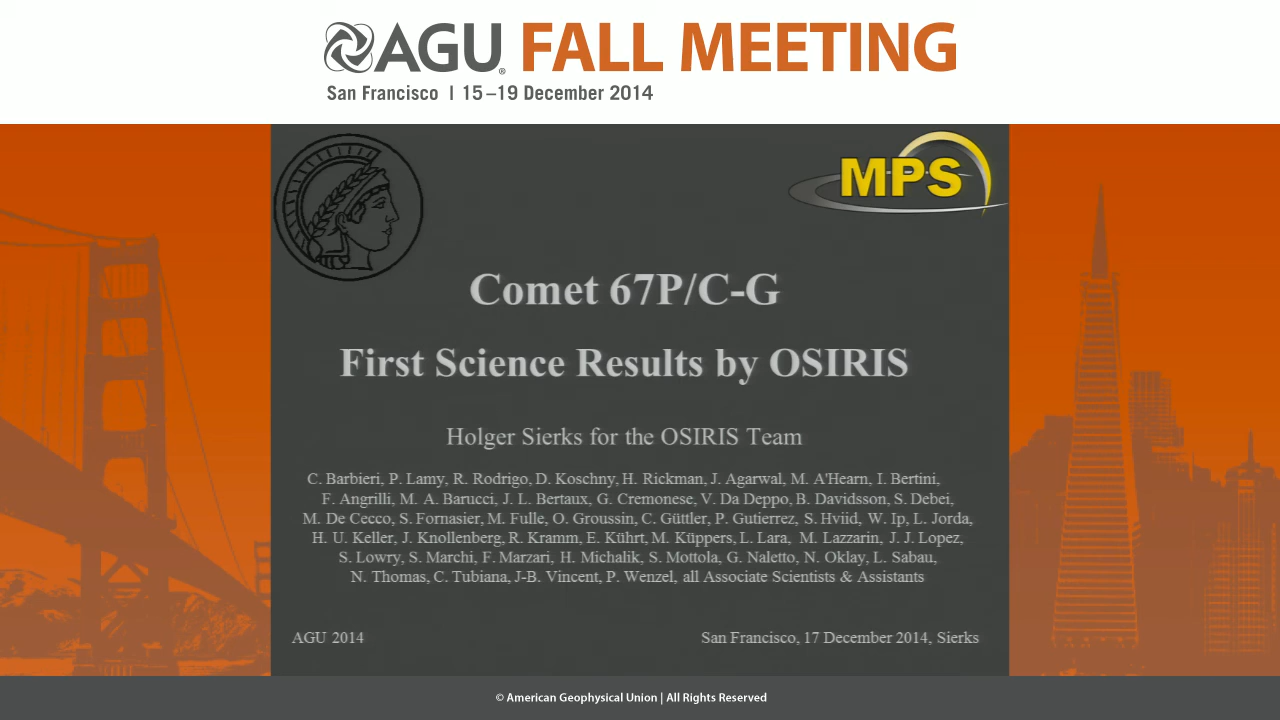 AGU® FALL MEETING
San Francisco | 15–19 December 2014
MPS
Comet 67P/C-G
First Science Results by OSIRIS
Holger Sierks for the OSIRIS Team
C. Barbieri, P. Lamy, R. Rodrigo, D. Koschny, H. Rickman, J. Agarwal, M. A'Hearn, I. Bertini,
F. Angrilli, M. A. Barucci, J. L. Bertaux, G. Cremonese, V. Da Deppo, B. Davidsson, S. Debei,
M. De Cecco, S. Fornasier, M. Fulle, O. Groussin, C. Güttler, P. Gutierrez, S. Hviid, W. Ip, L. Jorda,
H. U. Keller, J. Knollenberg, R. Kramm, E. Kührt, M. Küppers, L. Lara, M. Lazzarin, J. J. Lopez,
S. Lowry, S. Marchi, F. Marzari, H. Michalik, S. Mottola, G. Naletto, N. Oklay, L. Sabau,
N. Thomas, C. Tubiana, J-B. Vincent, P. Wenzel, all Associate Scientists & Assistants
AGU 2014
San Francisco, 17 December 2014, Sierks
© American Geophysical Union | All Rights Reserved